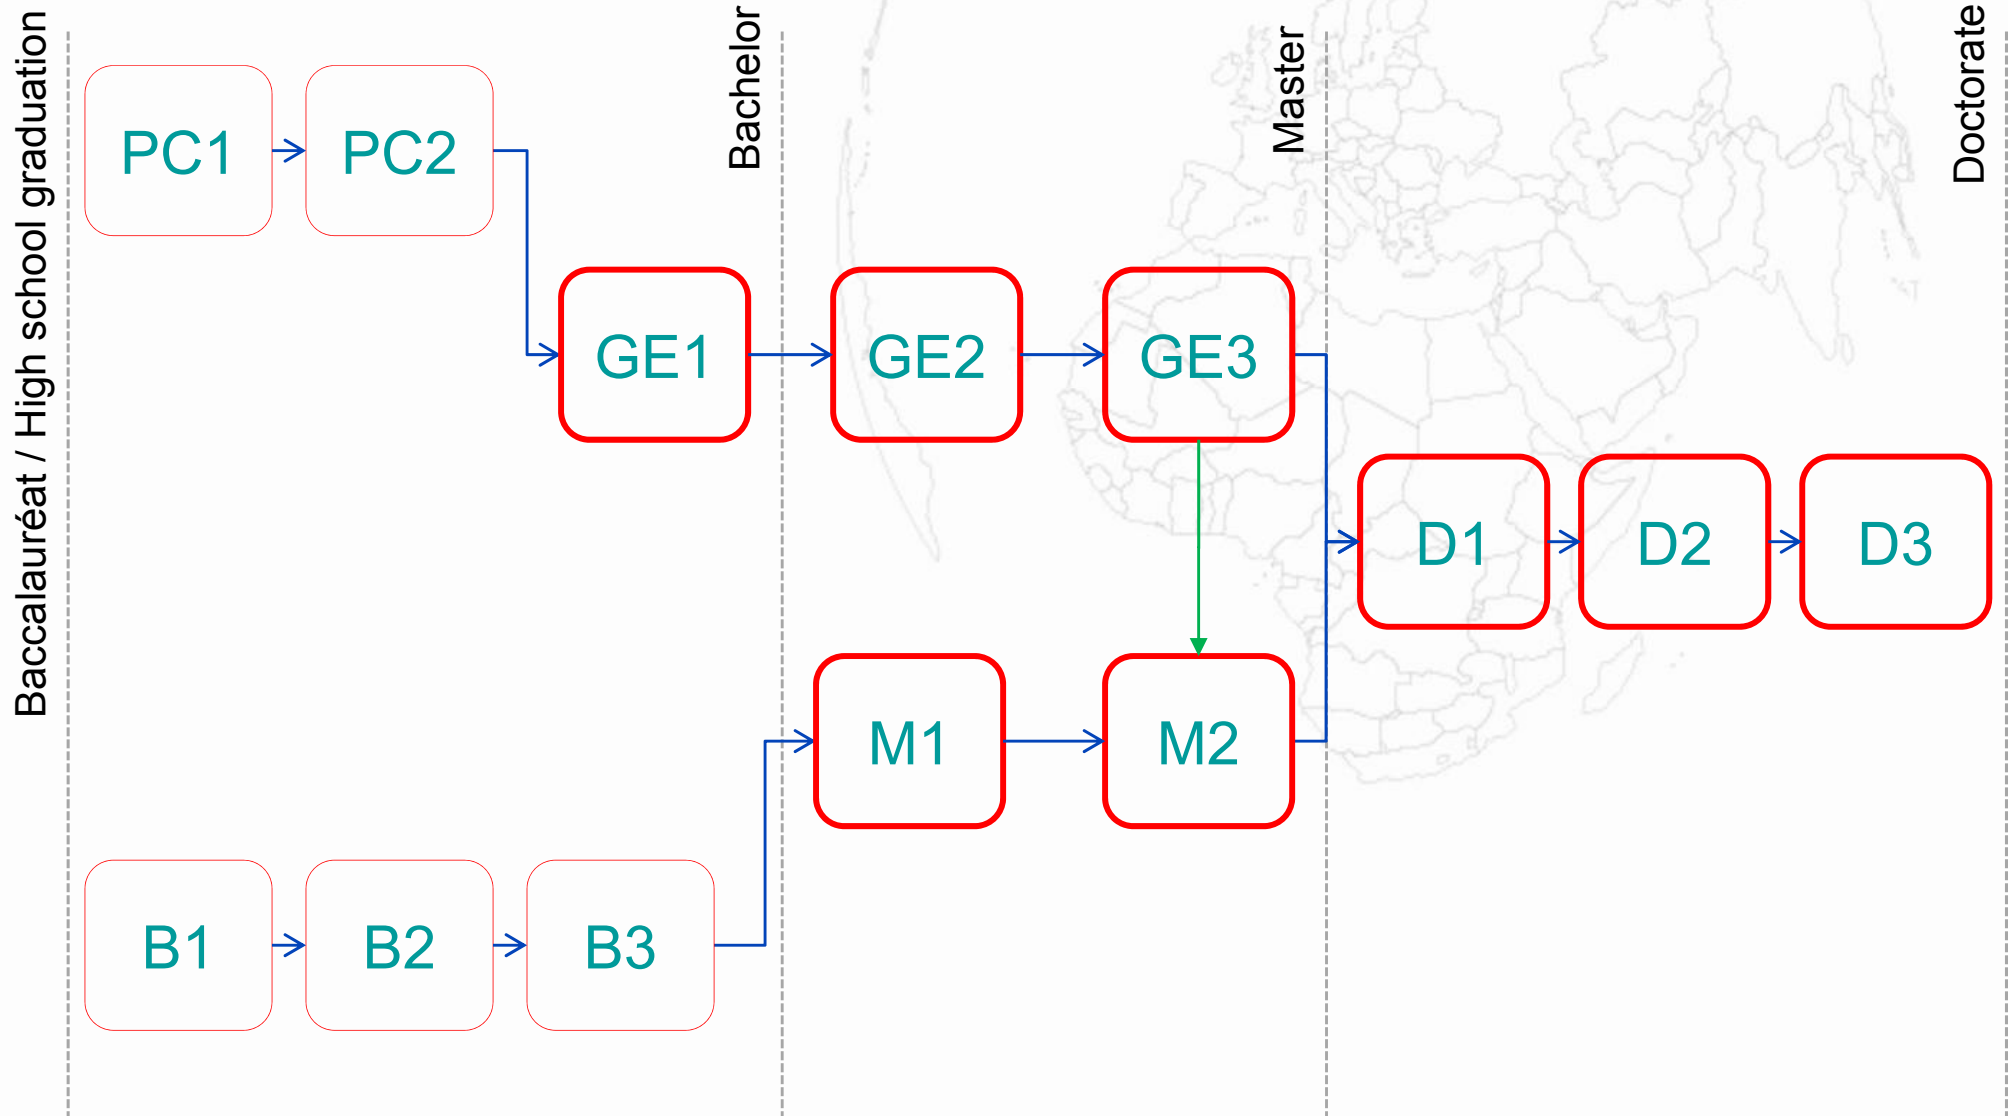 Baccalauréat / High school graduation
Bachelor
Master
Doctorate
PC1
PC2
GE1
GE2
GE3
D1
D2
D3
M1
M2
B1
B2
B3